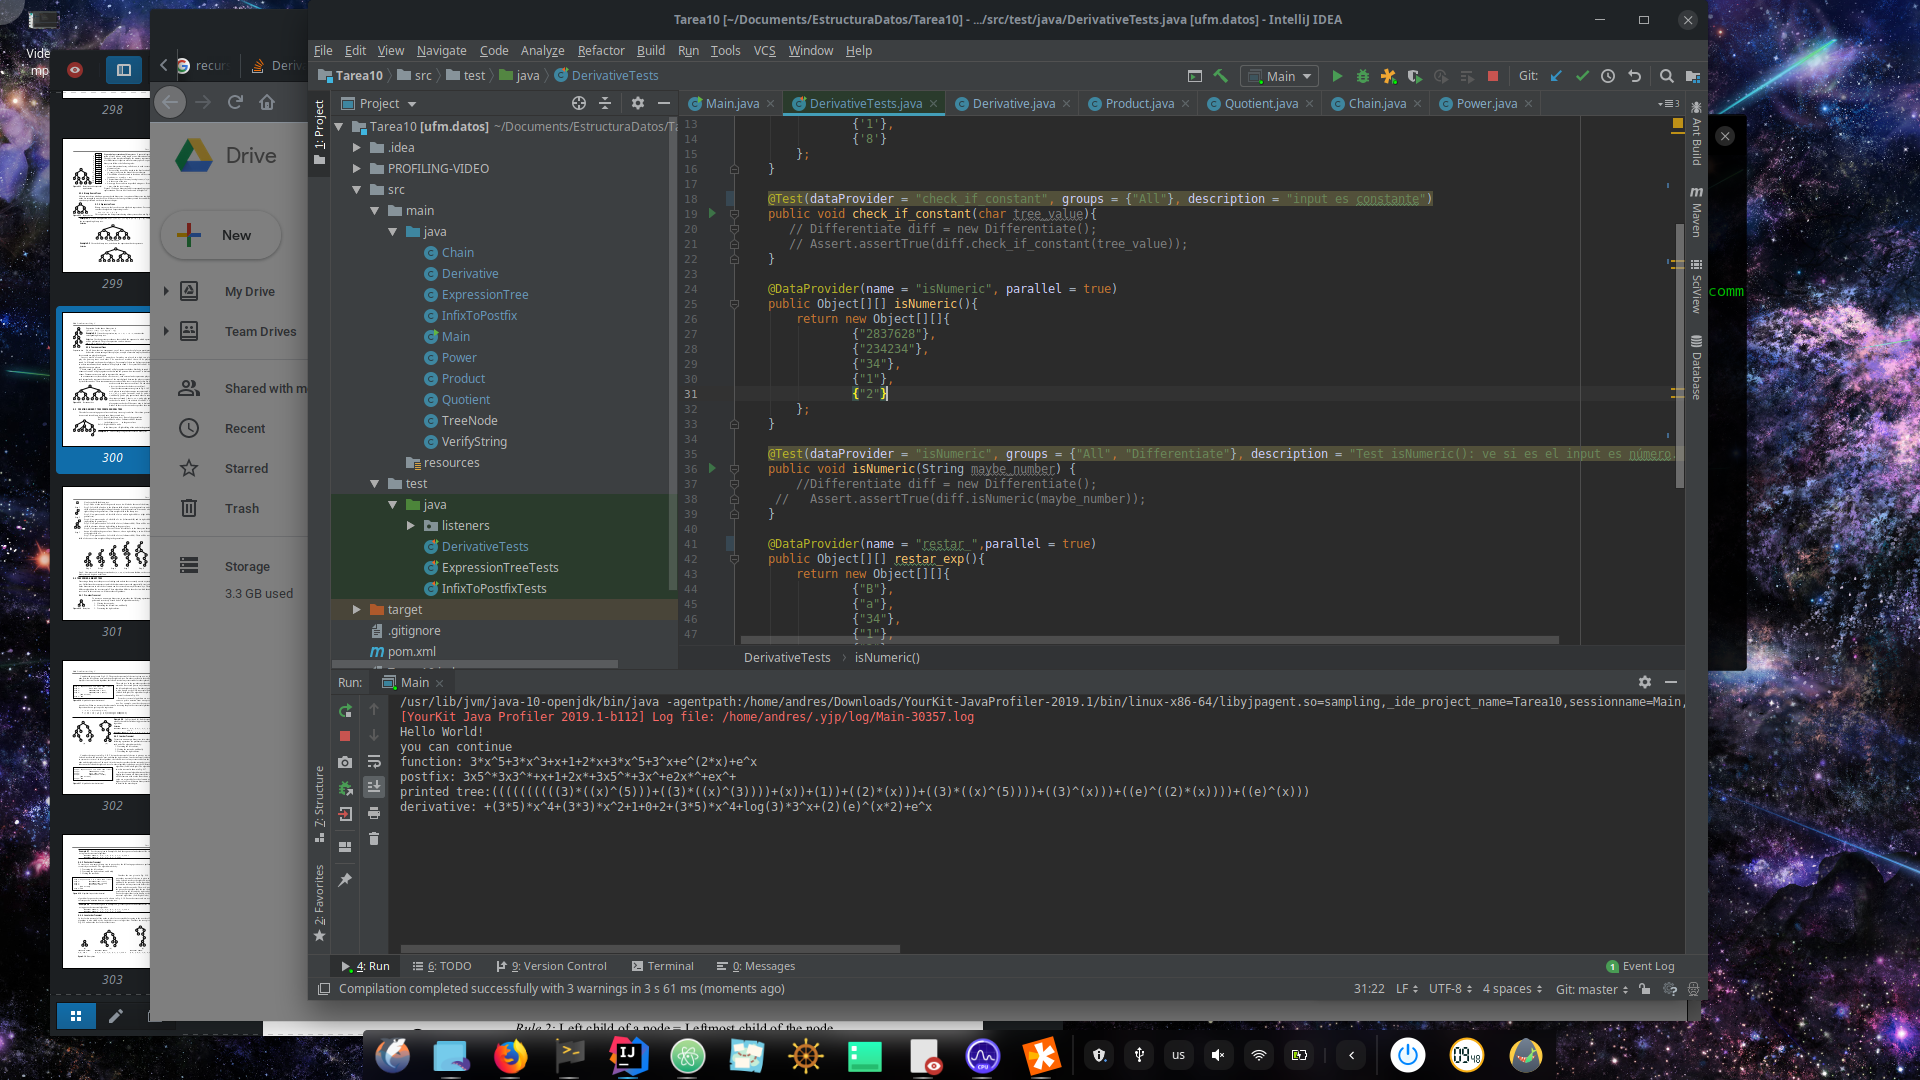 Tarea10 [~/Documents/EstructuraDatos/Tarea10] - .../src/test/java/DerivativeTests.java [ufm.datos] - IntelliJ IDEA
File Edit View Navigate Code Analyze Refactor Build Run Tools VCS Window Help
Tarea10 src test java DerivativeTests
Main
Git:
Project
Main.java DerivativeTests.java Derivative.java Product.java Quotient.java Chain.java Power.java
Tarea10 [ufm.datos] ~/Documents/EstructuraDatos/Ta
.idea
PROFILING-VIDEO
src
main
java
Chain
Derivative
ExpressionTree
InfixToPostfix
Main
Power
Product
Quotient
TreeNode
VerifyString
resources
test
java
listeners
DerivativeTests
ExpressionTreeTests
InfixToPostfixTests
target
.gitignore
pom.xml
1: Project
7: Structure
2: Favorites
13 {'1'},
14 {'8'}
15 };
16 }
17
18 @Test(dataProvider = "check_if_constant", groups = {"All"}, description = "input es constante")
19 public void check_if_constant(char tree_value){
20 // Differentiate diff = new Differentiate();
21 // Assert.assertTrue(diff.check_if_constant(tree_value));
22 }
23
24 @DataProvider(name = "isNumeric", parallel = true)
25 public Object[][] isNumeric(){
26 return new Object[][]{
27 {"2837628"},
28 {"234234"},
29 {"34"},
30 {"1"},
31 {"2"}
32 };
33 }
34
35 @Test(dataProvider = "isNumeric", groups = {"All", "Differentiate"}, description = "Test isNumeric(): ve si es el input es número.
36 public void isNumeric(String maybe_number) {
37 //Differentiate diff = new Differentiate();
38 // Assert.assertTrue(diff.isNumeric(maybe_number));
39 }
40
41 @DataProvider(name = "restar_",parallel = true)
42 public Object[][] restar_exp(){
43 return new Object[][]{
44 {"B"},
45 {"a"},
46 {"34"},
47 {"1"},
DerivativeTests isNumeric()
Ant Build
Maven
SciView
Database
Run: Main
/usr/lib/jvm/java-10-openjdk/bin/java -agentpath:/home/andres/Downloads/YourKit-JavaProfiler-2019.1/bin/linux-x86-64/libyjpagent.so=sampling,_ide_project_name=Tarea10,sessionname=Main,
[YourKit Java Profiler 2019.1-b112] Log file: /home/andres/.yjp/log/Main-30357.log
Hello World!
you can continue
function: 3*x^5+3*x^3+x+1+2*x+3*x^5+3^x+e^(2*x)+e^x
postfix: 3x5^*3x3^*+x+1+2x*+3x5^*+3x^+e2x*^+ex^+
printed tree:((((((((((3)*((x)^(5)))+((3)*((x)^(3))))+(x))+(1))+((2)*(x)))+((3)*((x)^(5))))+((3)^(x)))+((e)^((2)*(x))))+((e)^(x)))
derivative: +(3*5)*x^4+(3*3)*x^2+1+0+2+(3*5)*x^4+log(3)*3^x+(2)(e)^(x*2)+e^x
4: Run 6: TODO 9: Version Control Terminal 0: Messages
1 Event Log
Compilation completed successfully with 3 warnings in 3 s 61 ms (moments ago)
31:22 LF UTF-8 4 spaces Git: master
Vide
mp
recurs
Deriv
Drive
New
My Drive
Team Drives
Shared with m
Recent
Starred
Trash
Storage
3.3 GB used
298
299
300
301
302
303
comm
Rule 2: Left child of a node = Leftmost child of the node
IJ
CPU
us
09:48